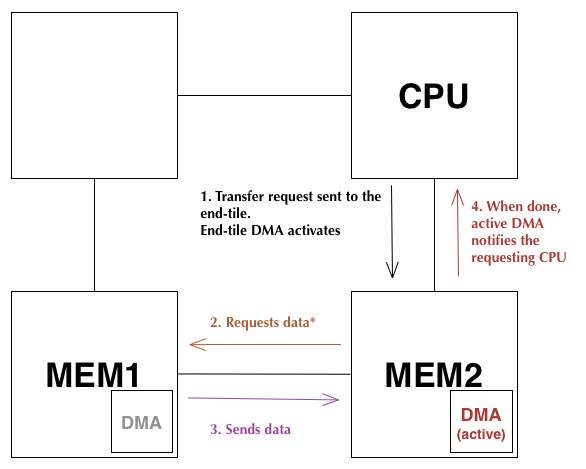 CPU
1. Transfer request sent to the
end-tile.
End-tile DMA activates
4. When done,
active DMA
notifies the
requesting CPU
2. Requests data*
MEM1
DMA
MEM2
DMA
(active)
3. Sends data